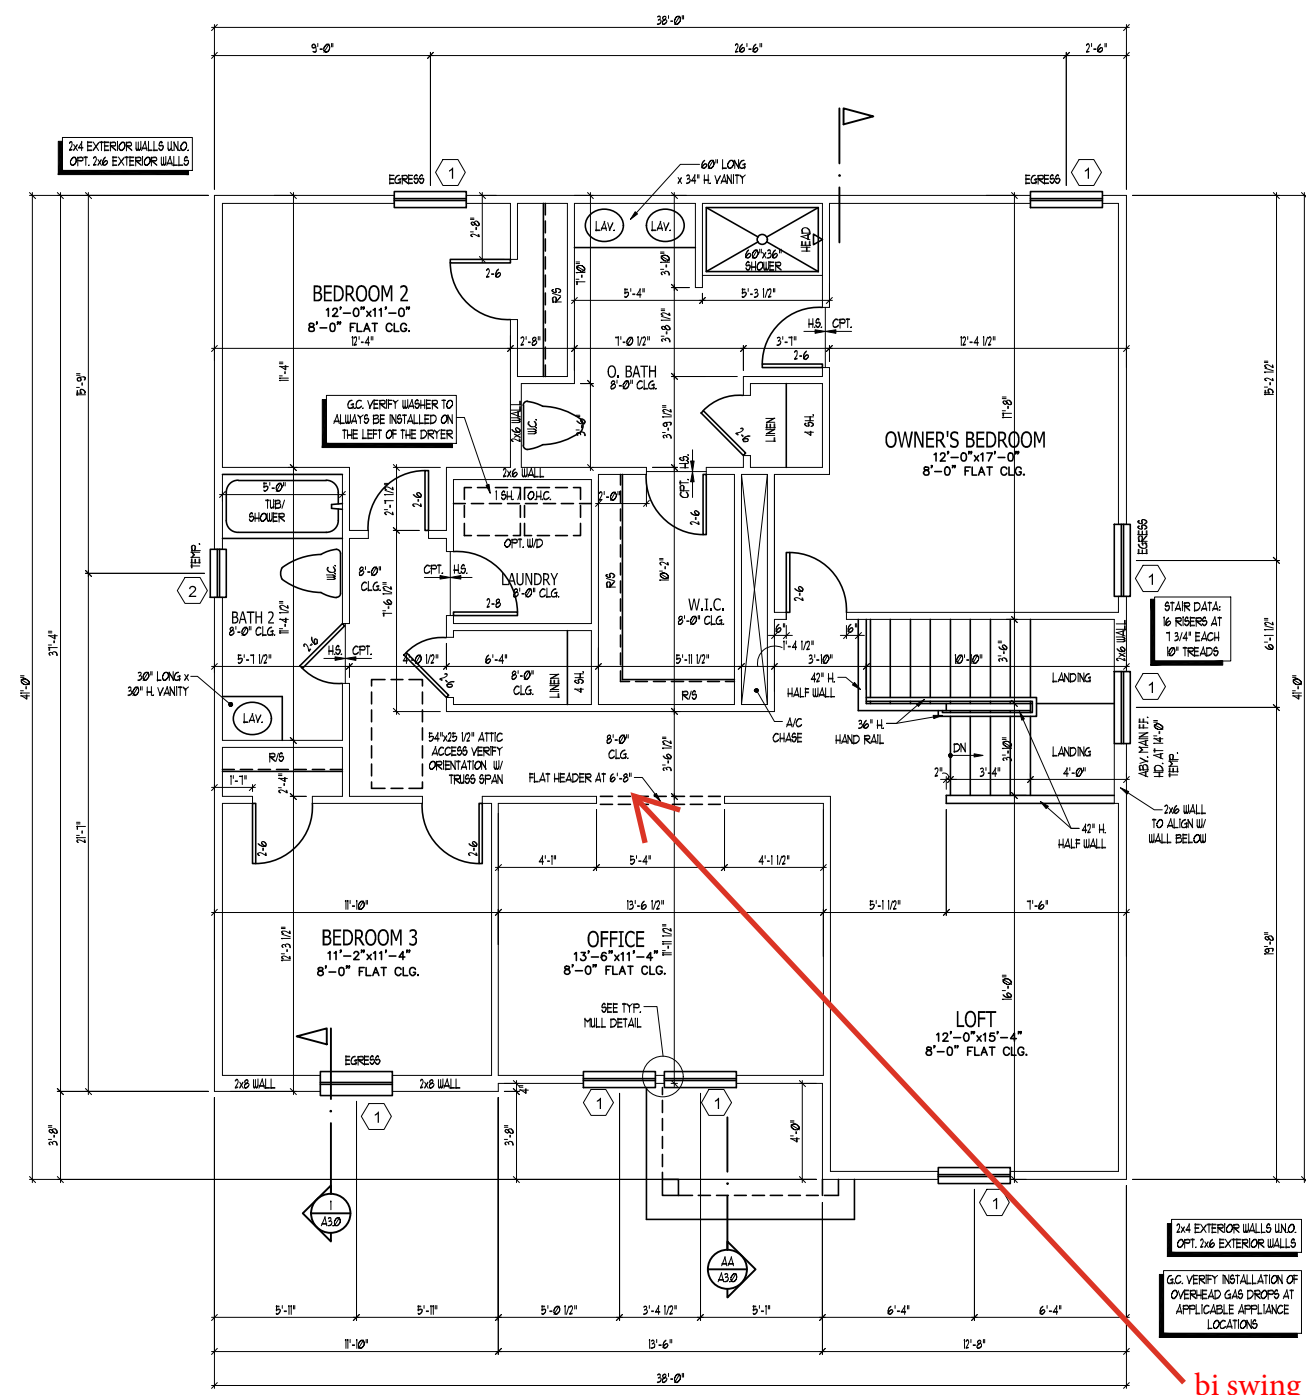 38'-0"
9'-0"
26'-6"
2'-6"
2x4 EXTERIOR WALLS U.N.O.
OPT. 2x6 EXTERIOR WALLS
EGRESS
1
60" LONG
x 34" H. VANITY
EGRESS
1
LAV.
LAV.
HEAD
60"x36"
SHOWER
2'-8"
2-6
R/S
7'-10"
3'-10"
5'-4"
5'-3 1/2"
BEDROOM 2
12'-0"x11'-0"
8'-0" FLAT CLG.
12'-4"
2'-8"
7'-0 1/2"
3'-8 1/2"
3'-7"
H.S.
CPT.
2-6
12'-4 1/2"
15'-9"
11'-4"
O. BATH
8'-0" CLG.
15'-2 1/2"
11'-8"
G.C. VERIFY WASHER TO
ALWAYS BE INSTALLED ON
THE LEFT OF THE DRYER
2x6 WALL
W.C.
3'-6"
3'-9 1/2"
2-6
LINEN
4 SH.
OWNER'S BEDROOM
12'-0"x17'-0"
8'-0" FLAT CLG.
5'-0"
TUB/
SHOWER
2'-7 1/2"
2-6
2x6 WALL
1 SH. / O.H.C.
2'-0"
CPT.
H.S.
2-6
OPT. W/D
TEMP.
2
W.C.
8'-0"
CLG.
CPT.
H.S.
LAUNDRY
8'-0" CLG.
2-8
R/S
10'-2"
W.I.C.
8'-0" CLG.
2-6
EGRESS
1
STAIR DATA:
16 RISERS AT
7 3/4" EACH
10" TREADS
BATH 2
8'-0" CLG.
11'-4 1/2"
7'-6 1/2"
2-6
H.S.
CPT.
6"
6"
7'-4 1/2"
3'-6"
2x6 WALL
6'-1 1/2"
37'-4"
41'-0"
5'-7 1/2"
4'-0 1/2"
2-6
6'-4"
8'-0"
CLG.
LINEN
4 SH.
5'-11 1/2"
3'-10"
10'-10"
LANDING
1
41'-0"
30" LONG x
30" H. VANITY
LAV.
R/S
42" H.
HALF WALL
A/C
CHASE
36" H.
HAND RAIL
54"x25 1/2" ATTIC
ACCESS VERIFY
ORIENTATION W/
TRUSS SPAN
8'-0"
CLG.
3'-6 1/2"
FLAT HEADER AT 6'-8"
DN
3'-10"
LANDING
2"
3'-4"
4'-0"
ABV. MAIN F.F.
HD. AT 14'-0"
TEMP.
R/S
1'-7"
2'-4"
2-6
2-6
42" H.
HALF WALL
2x6 WALL
TO ALIGN W/
WALL BELOW
21'-7"
4'-1"
5'-4"
4'-1 1/2"
11'-10"
13'-6 1/2"
5'-1 1/2"
7'-6"
12'-3 1/2"
BEDROOM 3
11'-2"x11'-4"
8'-0" FLAT CLG.
OFFICE
13'-6"x11'-4"
8'-0" FLAT CLG.
11'-11 1/2"
19'-8"
16'-0"
SEE TYP.
MULL DETAIL
LOFT
12'-0"x15'-4"
8'-0" FLAT CLG.
EGRESS
2x8 WALL
2x8 WALL
4"
1
1
1
3'-8"
3'-8"
4'-0"
1
1
A3.0
AA
A3.0
2x4 EXTERIOR WALLS U.N.O.
OPT. 2x6 EXTERIOR WALLS
G.C. VERIFY INSTALLATION OF
OVERHEAD GAS DROPS AT
APPLICABLE APPLIANCE
LOCATIONS
5'-11"
5'-11"
5'-0 1/2"
3'-4 1/2"
5'-1"
6'-4"
6'-4"
11'-10"
13'-6"
12'-8"
38'-0"
bi swing